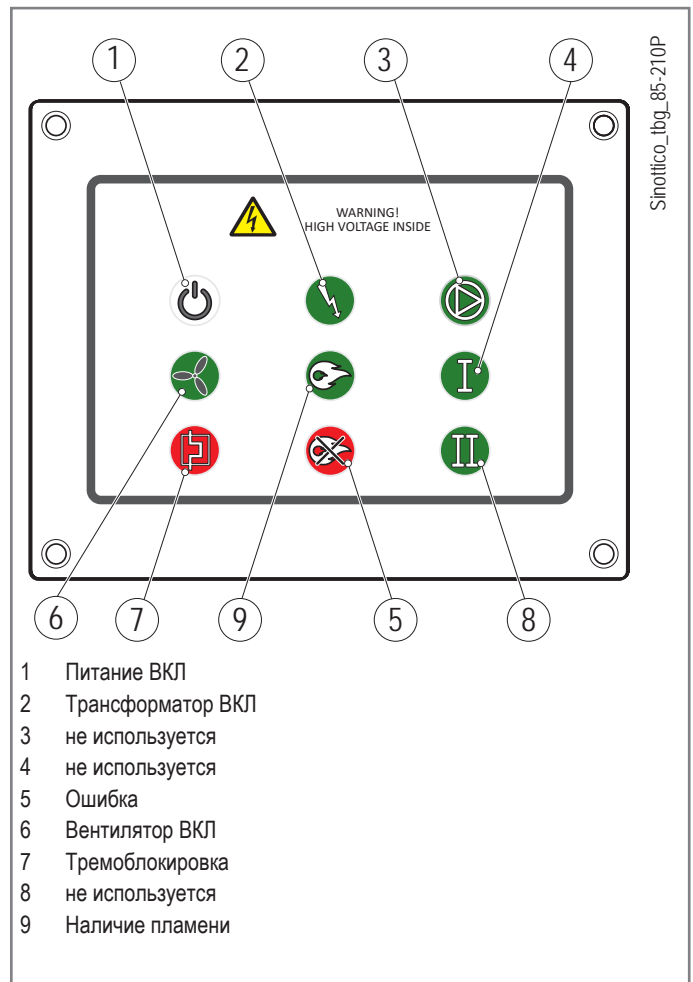 1 2 3 4
Sinottico_tbg_85-210P
WARNING!
HIGH VOLTAGE INSIDE
I
II
6 7 9 5 8
1 Питание ВКЛ
2 Трансформатор ВКЛ
3 не используется
4 не используется
5 Ошибка
6 Вентилятор ВКЛ
7 Тремоблокировка
8 не используется
9 Наличие пламени